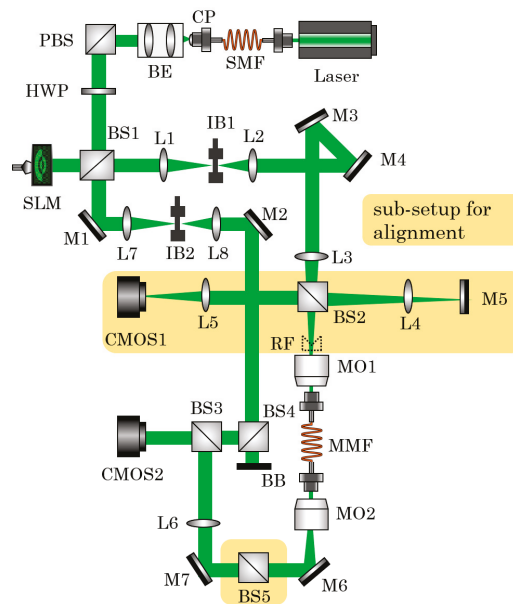 CP
PBS
BE
SMF
Laser
HWP
M3
BS1
L1
IB1
L2
M4
SLM
M2
sub-setup for
alignment
M1
L7
IB2
L8
L3
M5
CMOS1
L5
BS2
L4
RF
MO1
BS3
BS4
MMF
CMOS2
BB
MO2
L6
M7
BS5
M6